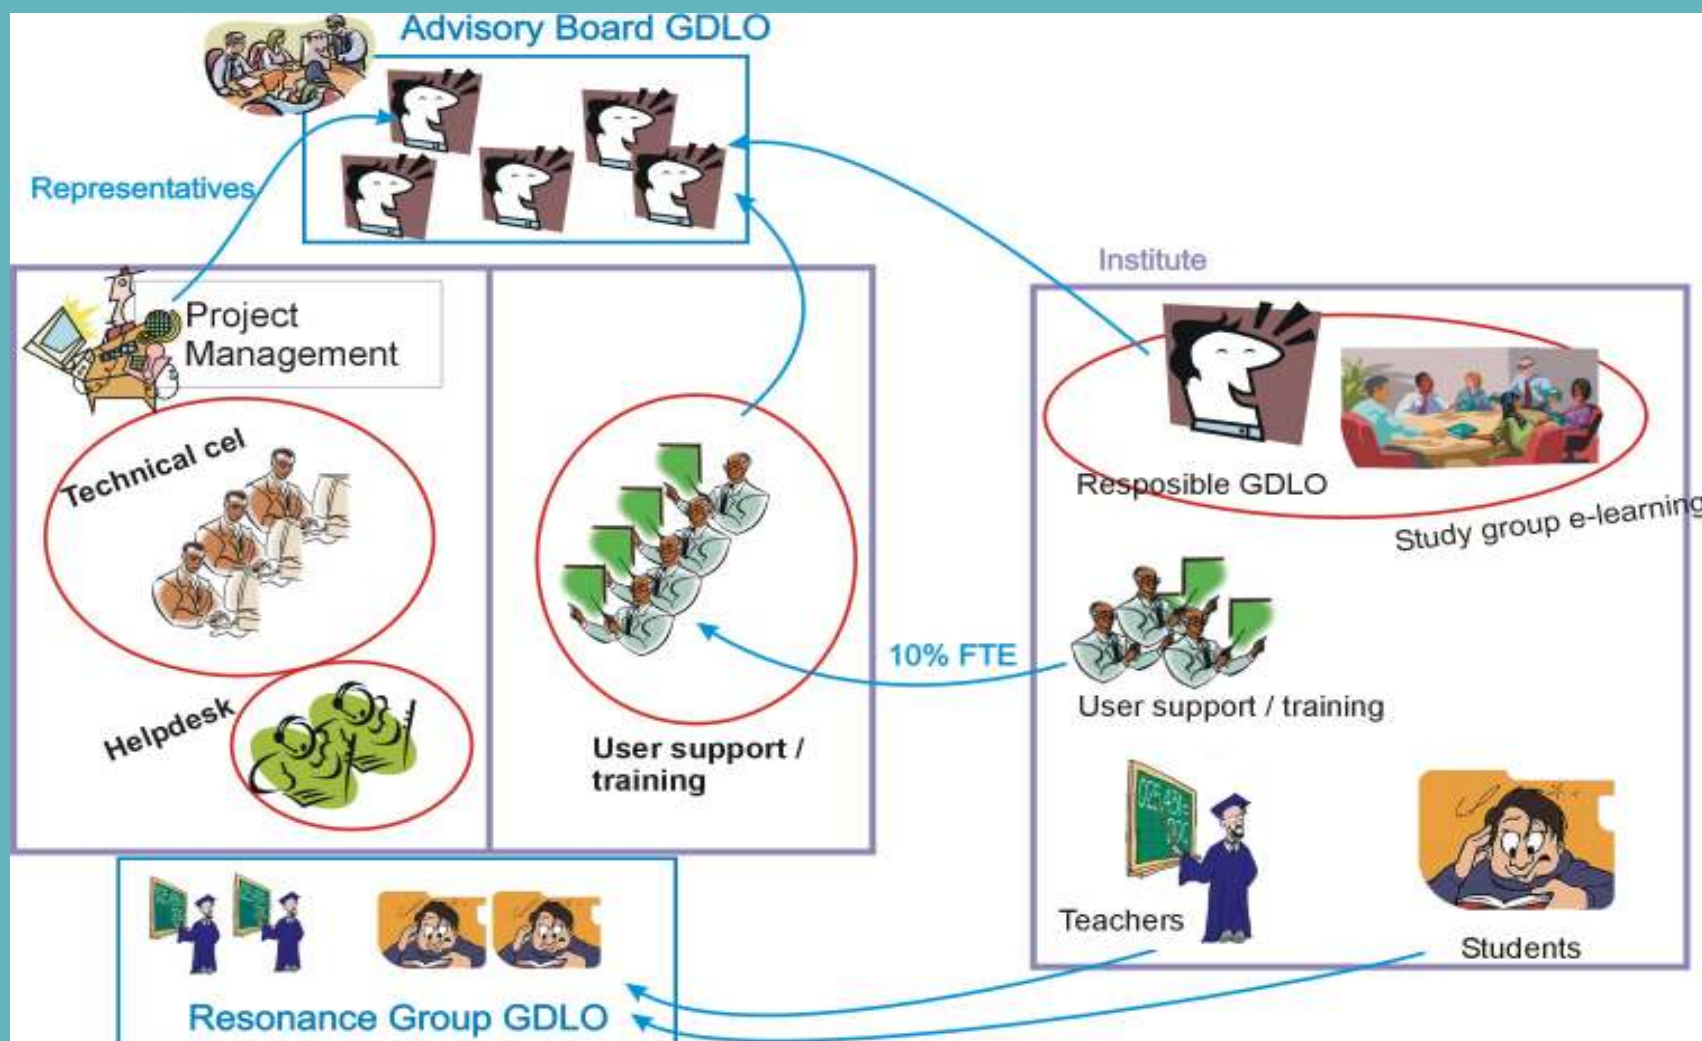 Advisory Board GDLO
Representatives
Institute
Project
Management
Technical cel
Helpdesk
User support /
training
10% FTE
Resposible GDLO
Study group e-learning
User support / training
Teachers
Students
Resonance Group GDLO